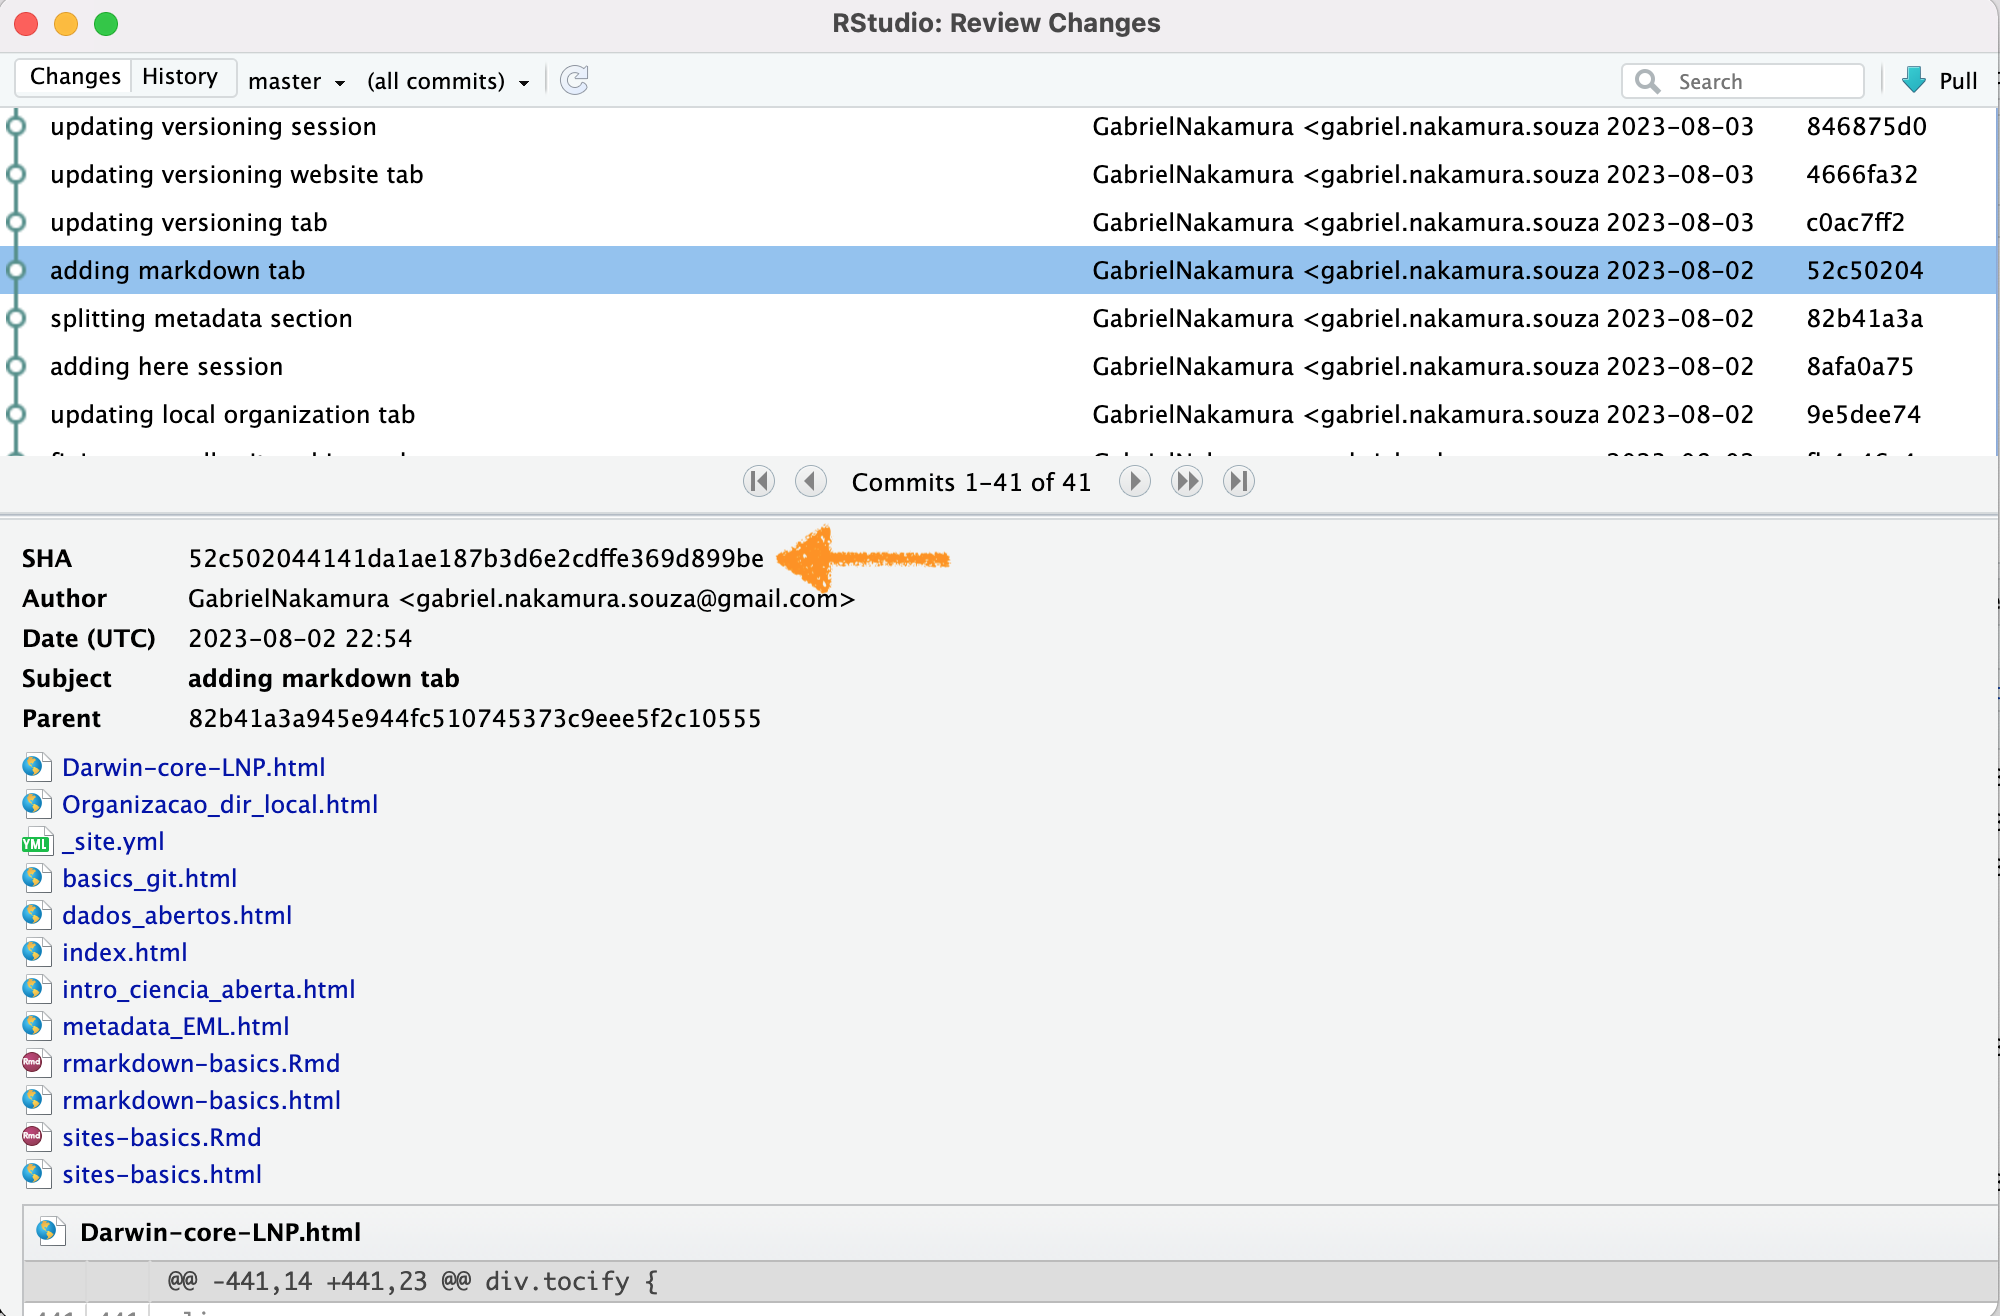 RStudio: Review Changes
Changes History master (all commits) Search Pull
updating versioning session GabrielNakamura <gabriel.nakamura.souza 2023-08-03 846875d0
updating versioning website tab GabrielNakamura <gabriel.nakamura.souza 2023-08-03 4666fa32
updating versioning tab GabrielNakamura <gabriel.nakamura.souza 2023-08-03 c0ac7ff2
adding markdown tab GabrielNakamura <gabriel.nakamura.souza 2023-08-02 52c50204
splitting metadata section GabrielNakamura <gabriel.nakamura.souza 2023-08-02 82b41a3a
adding here session GabrielNakamura <gabriel.nakamura.souza 2023-08-02 8afa0a75
updating local organization tab GabrielNakamura <gabriel.nakamura.souza 2023-08-02 9e5dee74
Commits 1-41 of 41
SHA 52c502044141da1ae187b3d6e2cdffe369d899be
Author GabrielNakamura <gabriel.nakamura.souza@gmail.com>
Date (UTC) 2023-08-02 22:54
Subject adding markdown tab
Parent 82b41a3a945e944fc510745373c9eee5f2c10555
Darwin-core-LNP.html
Organizacao_dir_local.html
YML _site.yml
basics_git.html
dados_abertos.html
index.html
intro_ciencia_aberta.html
metadata_EML.html
Rmd rmarkdown-basics.Rmd
rmarkdown-basics.html
Rmd sites-basics.Rmd
sites-basics.html
Darwin-core-LNP.html
@@ -441,14 +441,23 @@ div.tocify {